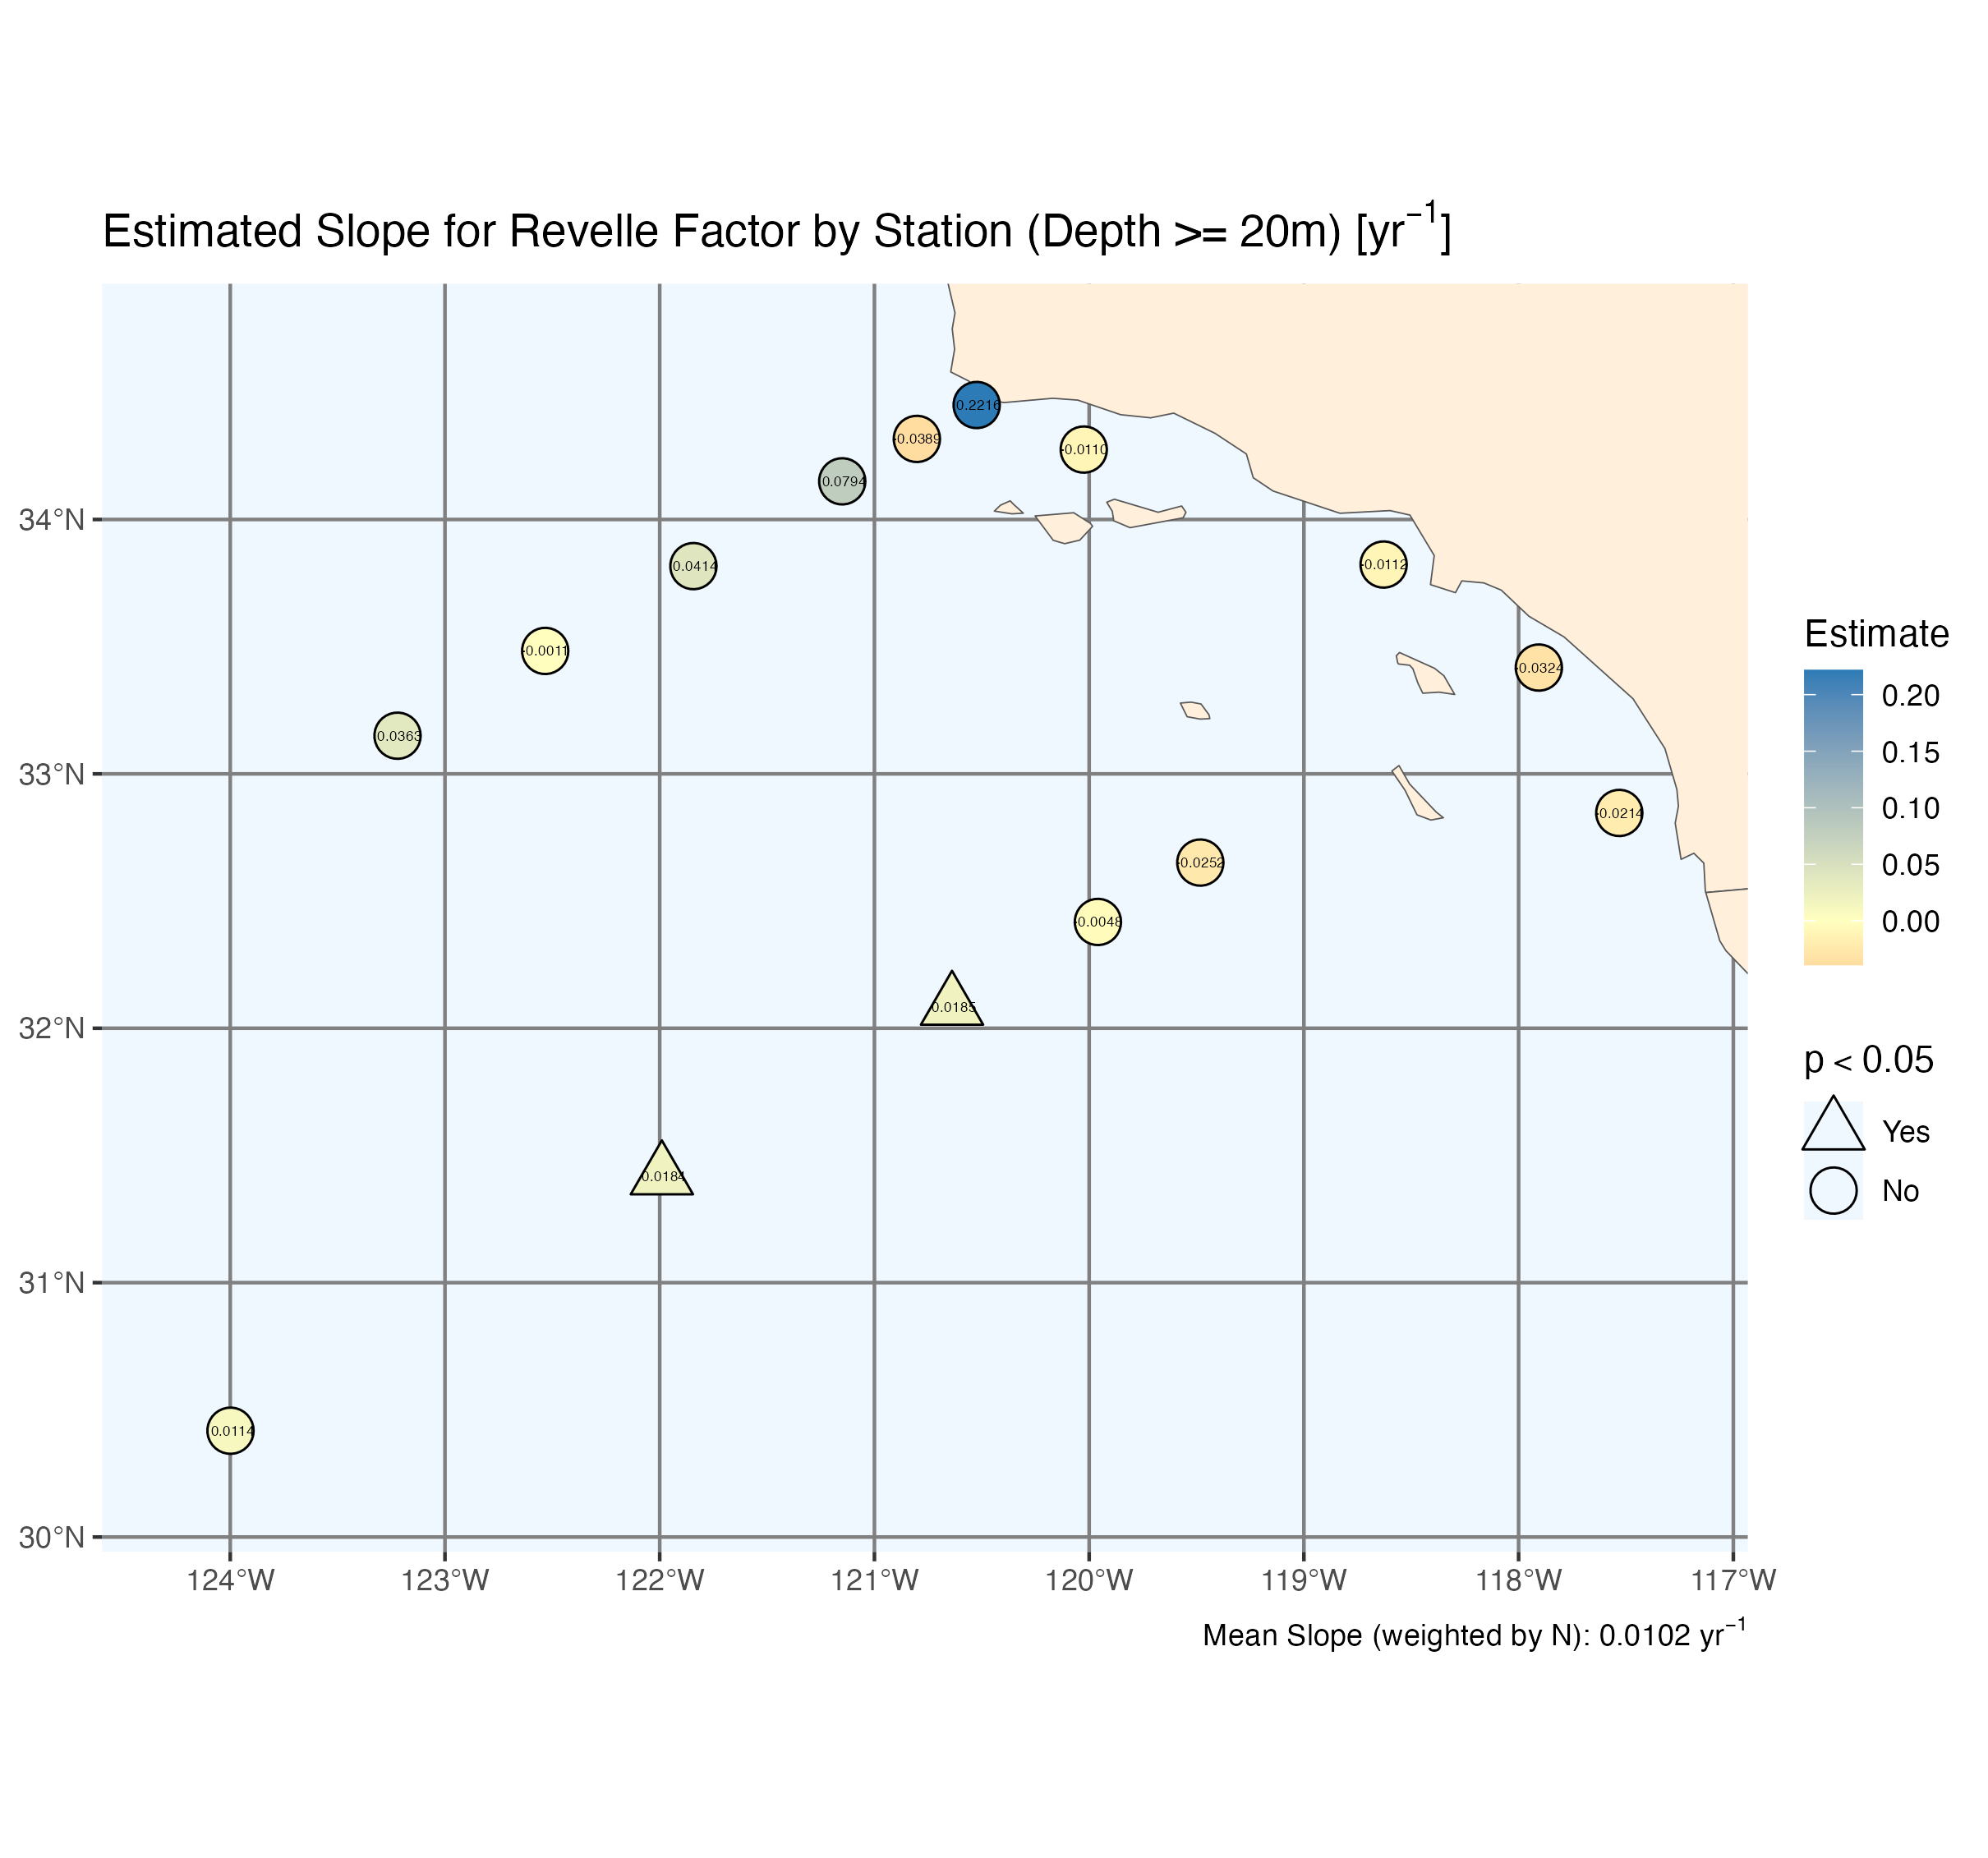 Estimated Slope for Revelle Factor by Station (Depth >= 20m) [yr⁻¹]
0.2216
-0.0389
-0.0110
0.0794
34°N
0.0414
-0.0112
-0.0011
-0.0324
0.0363
33°N
-0.0214
-0.0252
-0.0048
0.0185
32°N
0.0184
31°N
0.0114
30°N
124°W 123°W 122°W 121°W 120°W 119°W 118°W 117°W
Mean Slope (weighted by N): 0.0102 yr⁻¹
Estimate
0.20
0.15
0.10
0.05
0.00
p < 0.05
Yes
No